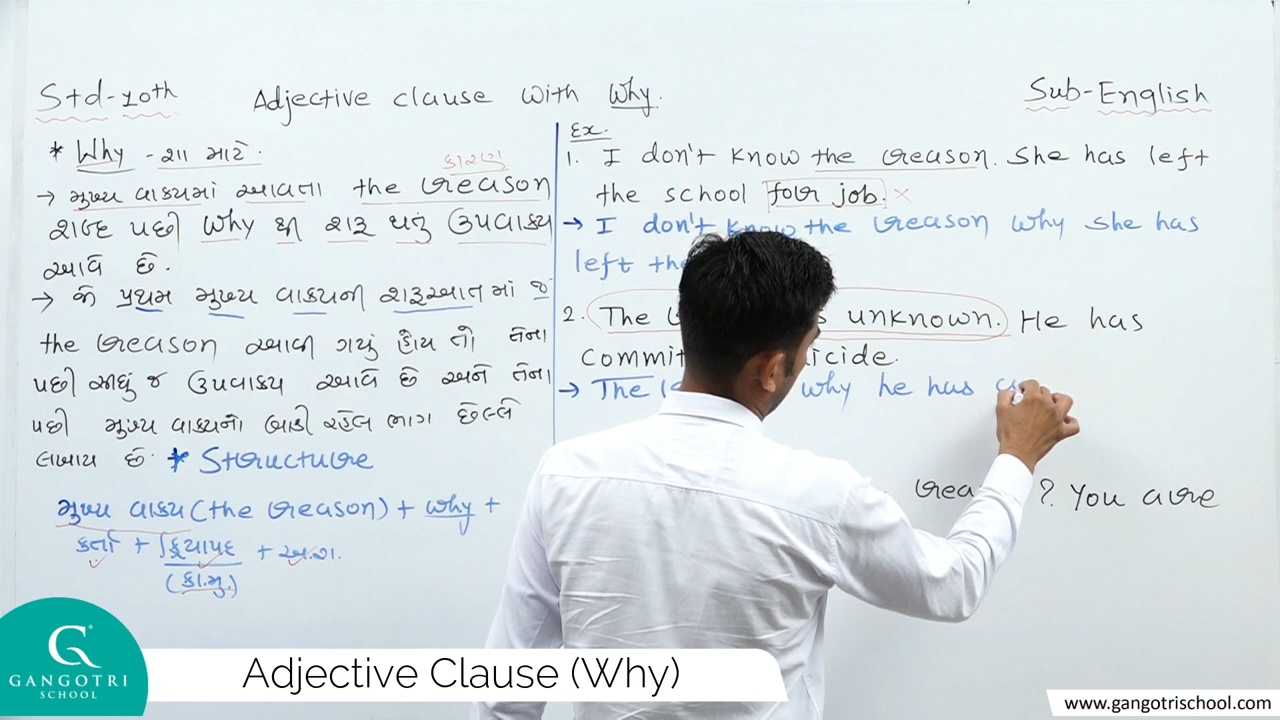 Std-10th
Adjective clause with Why.
Sub-English
* Why - શા માટે.
કારણ
→ મુખ્ય વાક્યમાં આવતા the reason
શબ્દ પછી Why થી શરૂ થતું ઉપવાક્ય
આવે છે.
→ જો પ્રથમ મુખ્ય વાક્યની શરૂઆત માં જ
the reason આવી ગયું હોય તો તેના
પછી આખું જ ઉપવાક્ય આવે છે અને તેના
પછી મુખ્ય વાક્યનો બાકી રહેલ ભાગ છેલ્લે
લખાય છે.
* Structure
મુખ્ય વાક્ય (the reason) + why +
કર્તા + ક્રિયાપદ + અ.વા.
(કા.મુ.)
Ex.
1. I don't know the reason. She has left
the school for job. ×
→ I don't know the reason why she has
left the
2. The unknown. He has
commit icide.
→ The why he has
? You are
Adjective Clause (Why)
GANGOTRI
SCHOOL
www.gangotrischool.com